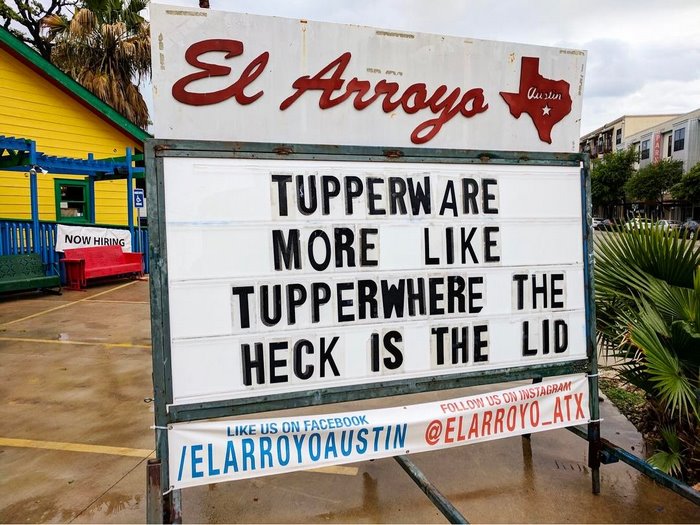 El Arroyo
Austin
TUPPERWARE
MORE LIKE
TUPPERWHERE THE
HECK IS THE LID
NOW HIRING
LIKE US ON FACEBOOK
/ELARROYOAUSTIN
FOLLOW US ON INSTAGRAM
@ELARROYO_ATX